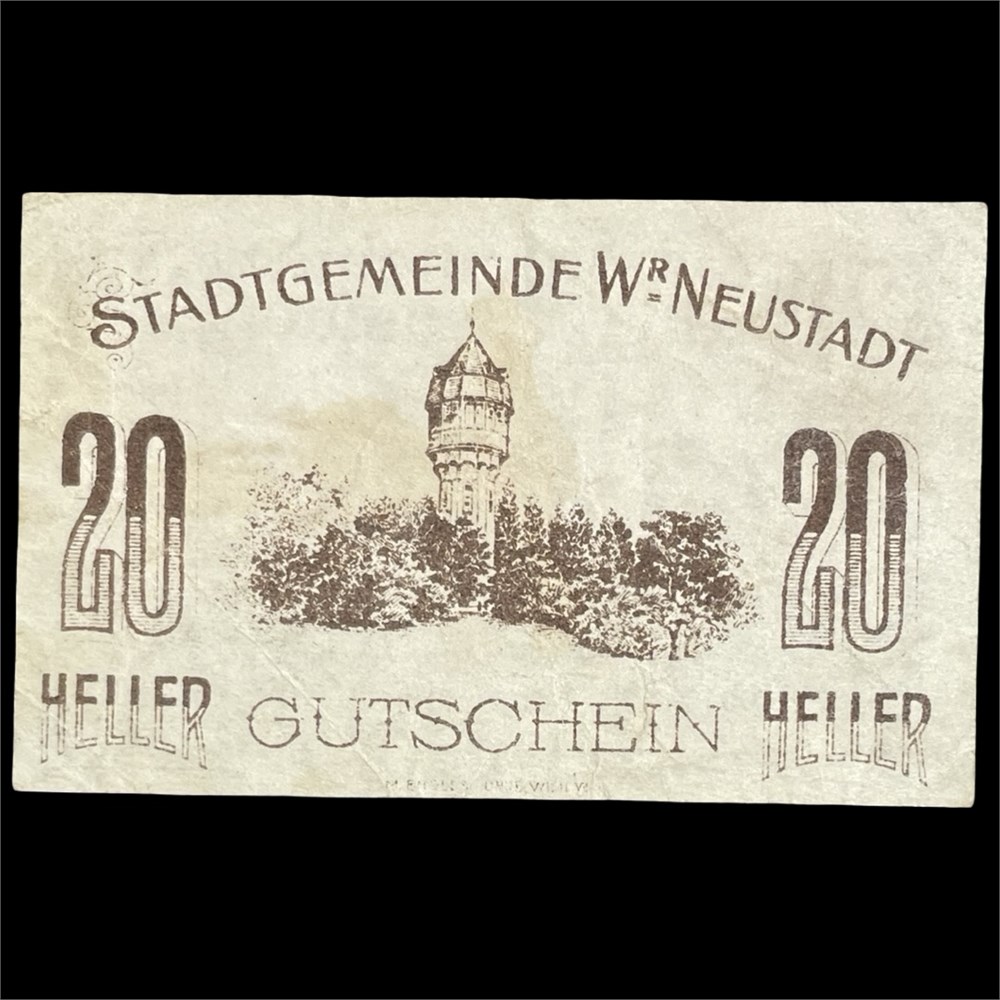 STADTGEMEINDE WR NEUSTADT
20 20
HELLER GUTSCHEIN HELLER